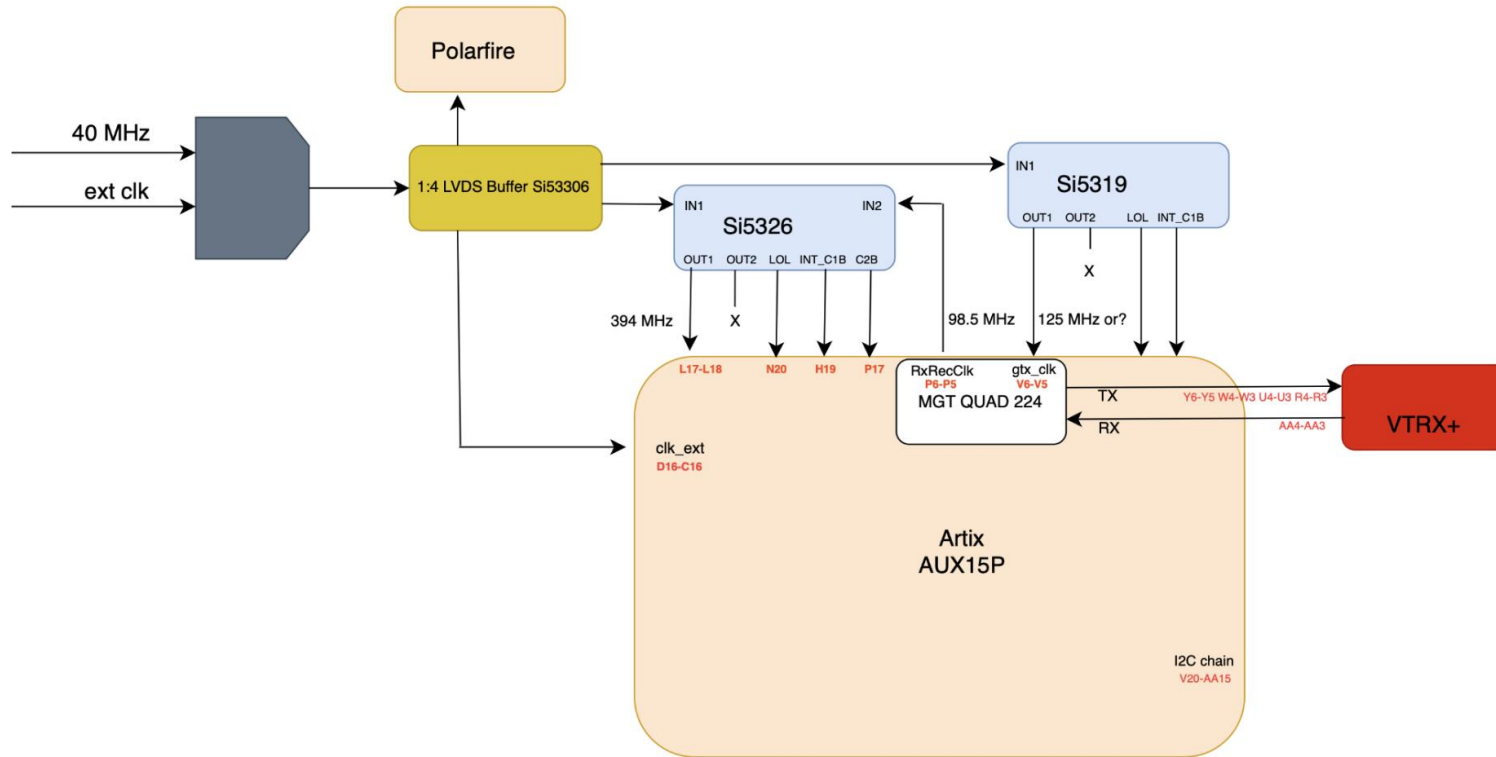 Polarfire
40 MHz
ext clk
1:4 LVDS Buffer Si53306
IN1
Si5326
IN2
OUT1 OUT2 LOL INT_C1B C2B
IN1
Si5319
OUT1 OUT2 LOL INT_C1B
X
394 MHz
X
98.5 MHz
125 MHz or?
L17-L18
N20
H19
P17
RxRecClk
P6-P5
gtx_clk
V6-V5
MGT QUAD 224
TX
Y6-Y5 W4-W3 U4-U3 R4-R3
RX
AA4-AA3
VTRX+
clk_ext
D16-C16
Artix
AUX15P
I2C chain
V20-AA15